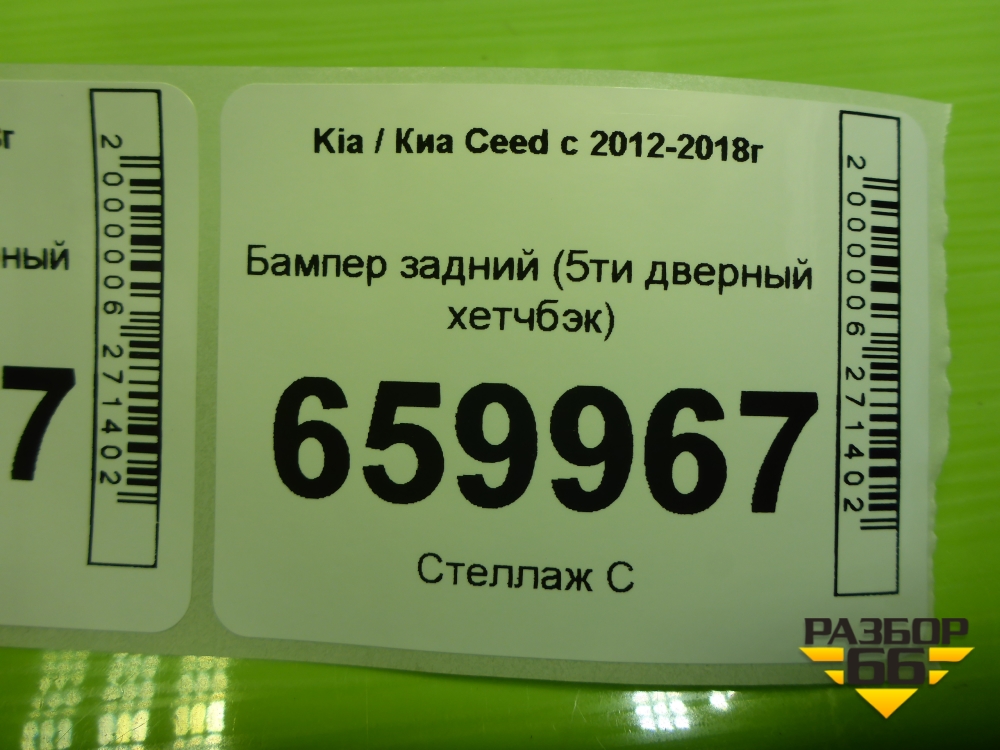 г
2000006271402
ный
7
Kia / Киа Ceed с 2012-2018г
Бампер задний (5ти дверный
хетчбэк)
659967
Стеллаж С
2000006271402
РАЗБОР
66